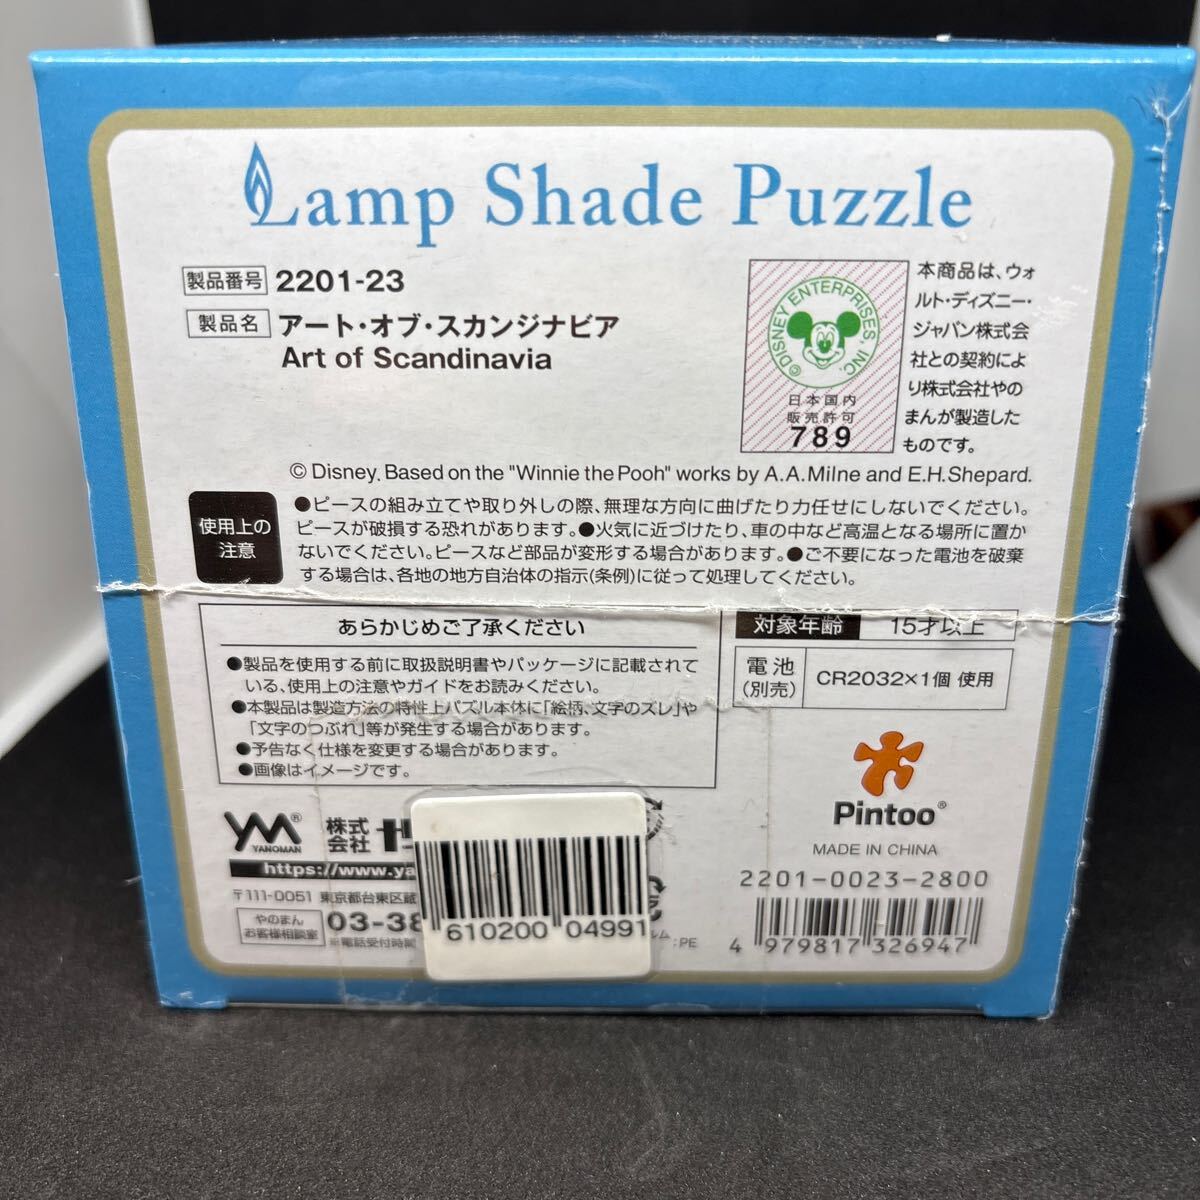 Lamp Shade Puzzle
製品番号 2201-23
製品名 アート・オブ・スカンジナビア
Art of Scandinavia
©DISNEY ENTERPRISES, INC.
日本国内
販売許可
789
本商品は、ウォ
ルト・ディズニー・
ジャパン株式会
社との契約によ
り株式会社やの
まんが製造した
ものです。
© Disney. Based on the "Winnie the Pooh" works by A.A.Milne and E.H.Shepard.
使用上の
注意
●ピースの組み立てや取り外しの際、無理な方向に曲げたり力任せにしないでください。
ピースが破損する恐れがあります。●火気に近づけたり、車の中など高温となる場所に置か
ないでください。ピースなど部品が変形する場合があります。●ご不要になった電池を破棄
する場合は、各地の地方自治体の指示(条例)に従って処理してください。
あらかじめご了承ください
●製品を使用する前に取扱説明書やパッケージに記載されて
いる、使用上の注意やガイドをお読みください。
●本製品は製造方法の特性上パズル本体に「絵柄、文字のズレ」や
「文字のつぶれ」等が発生する場合があります。
●予告なく仕様を変更する場合があります。
●画像はイメージです。
対象年齢 15才以上
電池
(別売) CR2032×1個 使用
Pintoo®
MADE IN CHINA
2201-0023-2800
4 979817 326947
YM®
YANOMAN
株式
会社
https://www.ya
〒111-0051 東京都台東区蔵
やのまん
お客様相談室
03-38
※電話受付時間
610200 04991
ルム
;PE